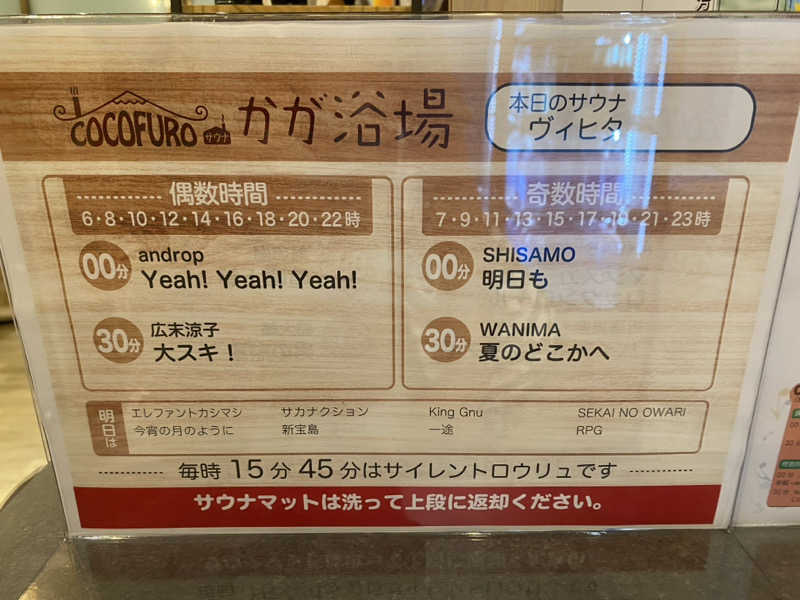 COCOFURO サウナ かが浴場
本日のサウナ
ヴィヒタ
偶数時間
6・8・10・12・14・16・18・20・22時
00分
androp
Yeah! Yeah! Yeah!
30分
広末涼子
大スキ！
奇数時間
7・9・11・13・15・17・19・21・23時
00分
SHISAMO
明日も
30分
WANIMA
夏のどこかへ
明日は
エレファントカシマシ
今宵の月のように
サカナクション
新宝島
King Gnu
一途
SEKAI NO OWARI
RPG
毎時 15分 45分はサイレントロウリュです
サウナマットは洗って上段に返却ください。